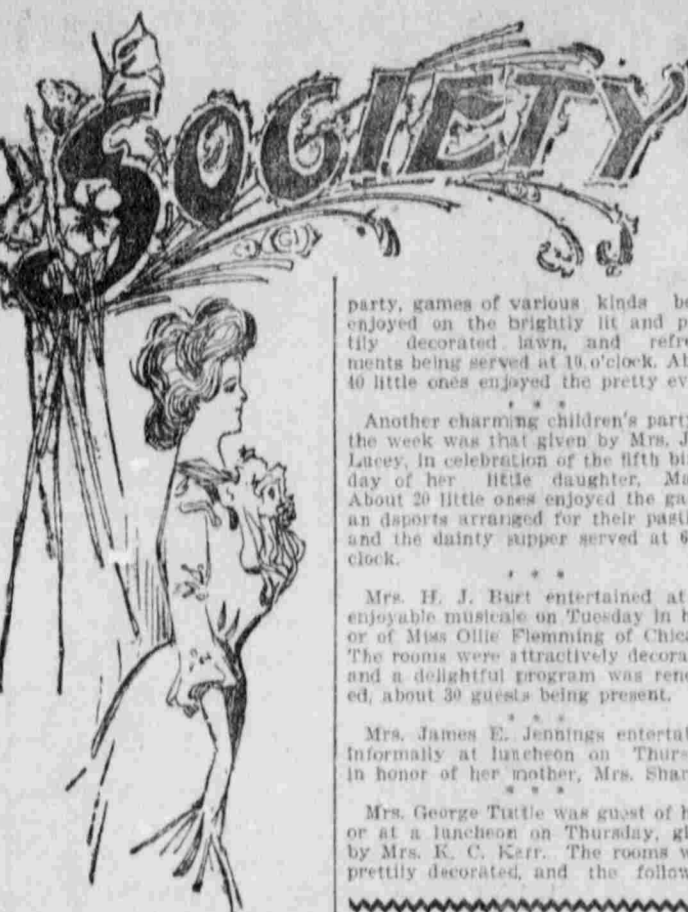 SOCIETY
party, games of various kinds be
enjoyed on the brightly lit and p
tily decorated lawn, and refre
ments being served at 10 o'clock. Ab
40 little ones enjoyed the pretty ev
* * *
Another charming children's party
the week was that given by Mrs. J
Lucey, in celebration of the fifth bi
day of her little daughter, Ma
About 20 little ones enjoyed the ga
an dsports arranged for their pasti
and the dainty supper served at 6
clock.
* * *
Mrs. H. J. Burt entertained at
enjoyable musicale on Tuesday in h
or of Miss Ollie Flemming of Chica
The rooms were attractively decora
and a delightful program was rend
ed, about 30 guests being present.
* * *
Mrs. James E. Jennings entertai
informally at luncheon on Thurs
in honor of her mother, Mrs. Shar
* * *
Mrs. George Tuttle was guest of h
or at a luncheon on Thursday, gi
by Mrs. K. C. Karr. The rooms w
prettily decorated, and the follow